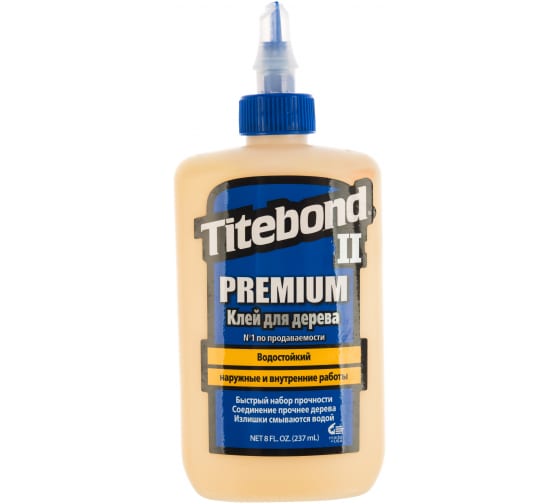 Titebond
II
PREMIUM
Клей для дерева
№1 по продаваемости
Водостойкий
наружные и внутренние работы
Быстрый набор прочности
Соединение прочнее дерева
Излишки смываются водой
NET 8 FL. OZ. (237 mL)